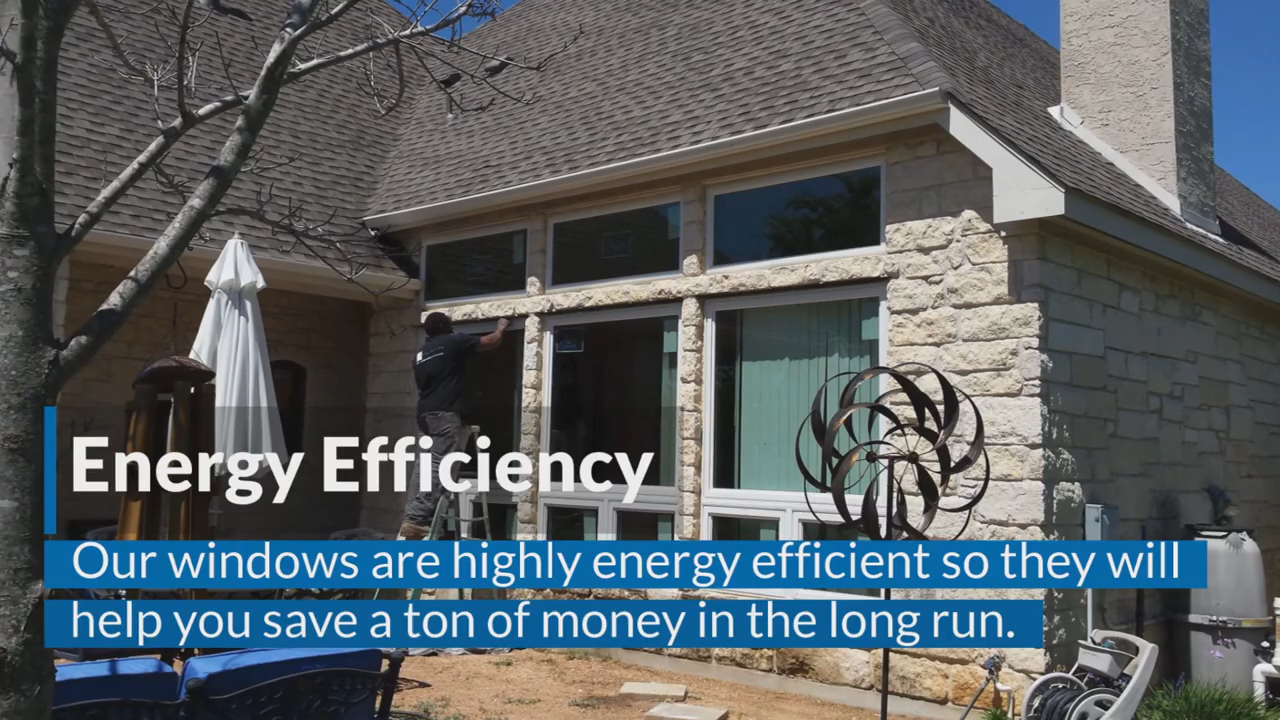 Energy Efficiency
Our windows are highly energy efficient so they will
help you save a ton of money in the long run.